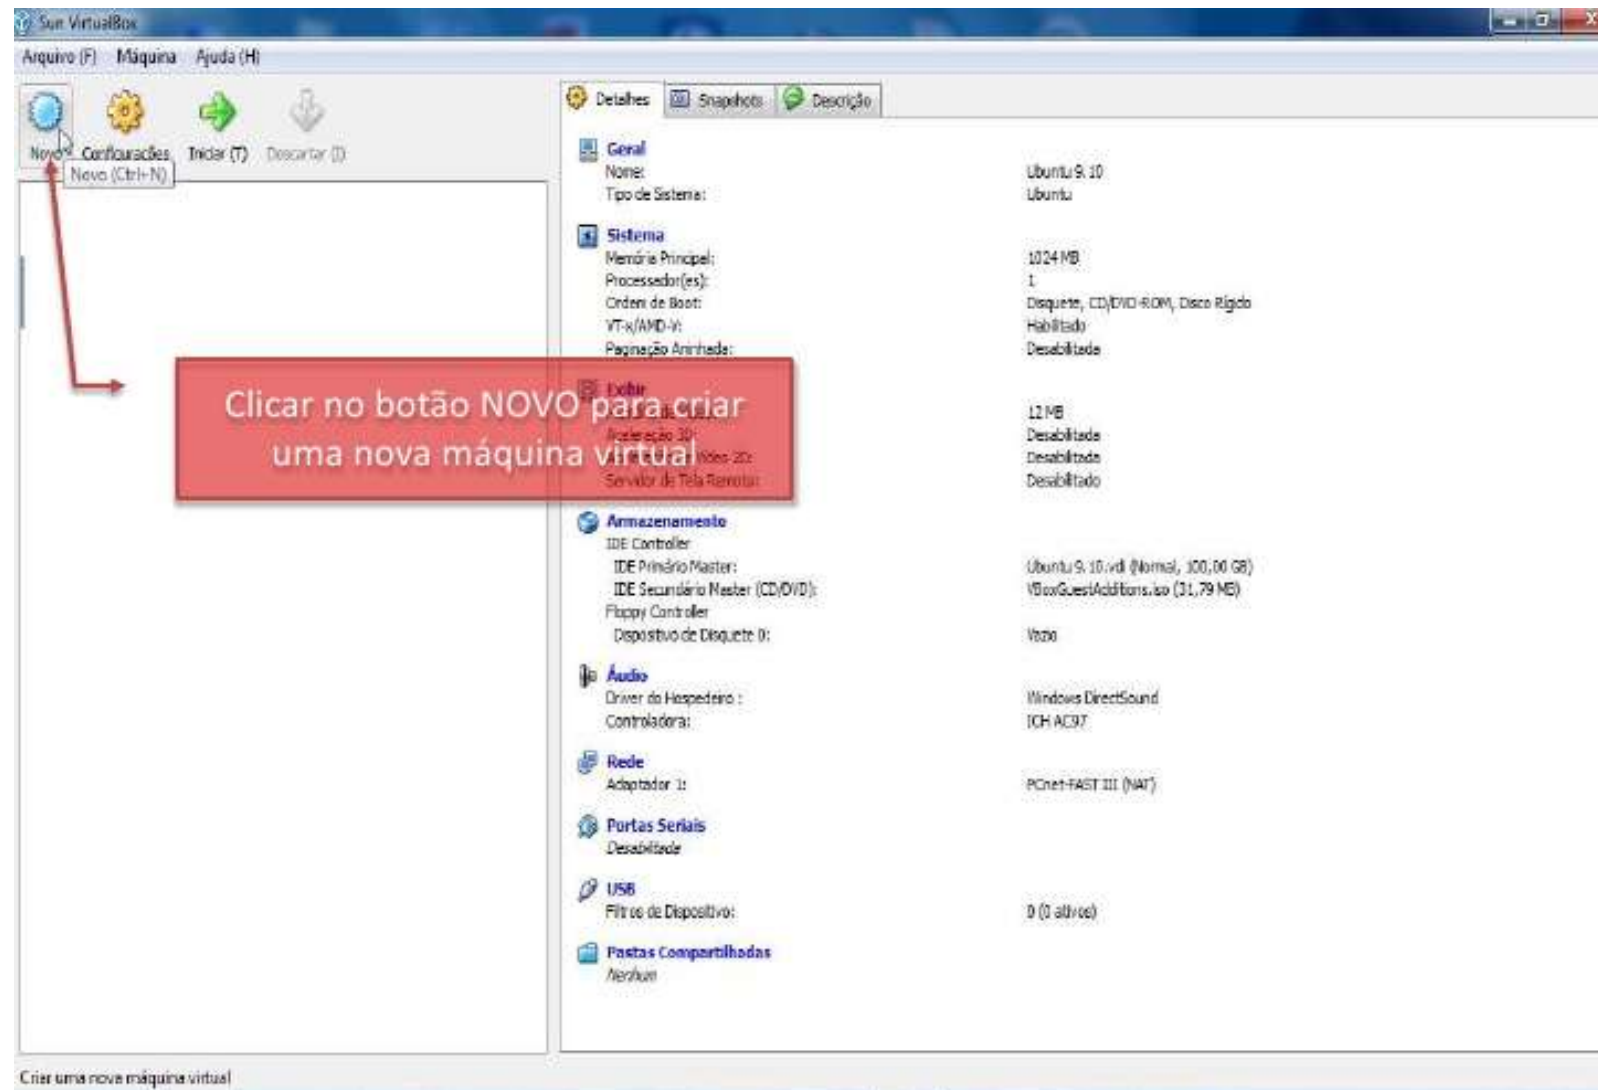 Sun VirtualBox
Arquivo (F) Máquina Ajuda (H)
Novo Configurações Iniciar (T) Descartar (I)
Novo (Ctrl+N)
Detalhes Snapshots Descrição
Geral
Nome: Ubuntu 9.10
Tipo de Sistema: Ubuntu
Sistema
Memória Principal: 1024 MB
Processador(es): 1
Ordem de Boot: Disquete, CD/DVD-ROM, Disco Rígido
VT-x/AMD-V: Habilitado
Paginação Aninhada: Desabilitada
Clicar no botão NOVO para criar
uma nova máquina virtual
Exibir
12 MB
Aceleração 3D: Desabilitada
Vídeo 2D: Desabilitada
Servidor de Tela Remota: Desabilitado
Armazenamento
IDE Controller
IDE Primário Master: Ubuntu 9.10.vdi (Normal, 100,00 GB)
IDE Secundário Master (CD/DVD): VBoxGuestAdditions.iso (31,79 MB)
Floppy Controller
Dispositivo de Disquete 0: Vazio
Áudio
Driver do Hospedeiro : Windows DirectSound
Controladora: ICH AC97
Rede
Adaptador 1: PCnet-FAST III (NAT)
Portas Seriais
Desabilitada
USB
Filtros de Dispositivo: 0 (0 ativos)
Pastas Compartilhadas
Nenhum
Criar uma nova máquina virtual